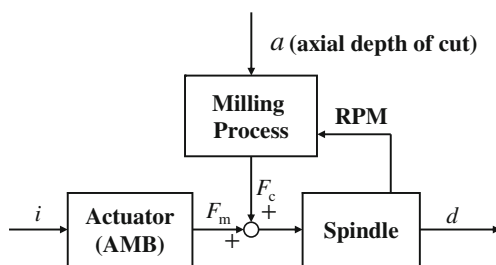 a (axial depth of cut)
Milling
Process
RPM
F_c
+
i
Actuator
(AMB)
F_m
+
Spindle
d